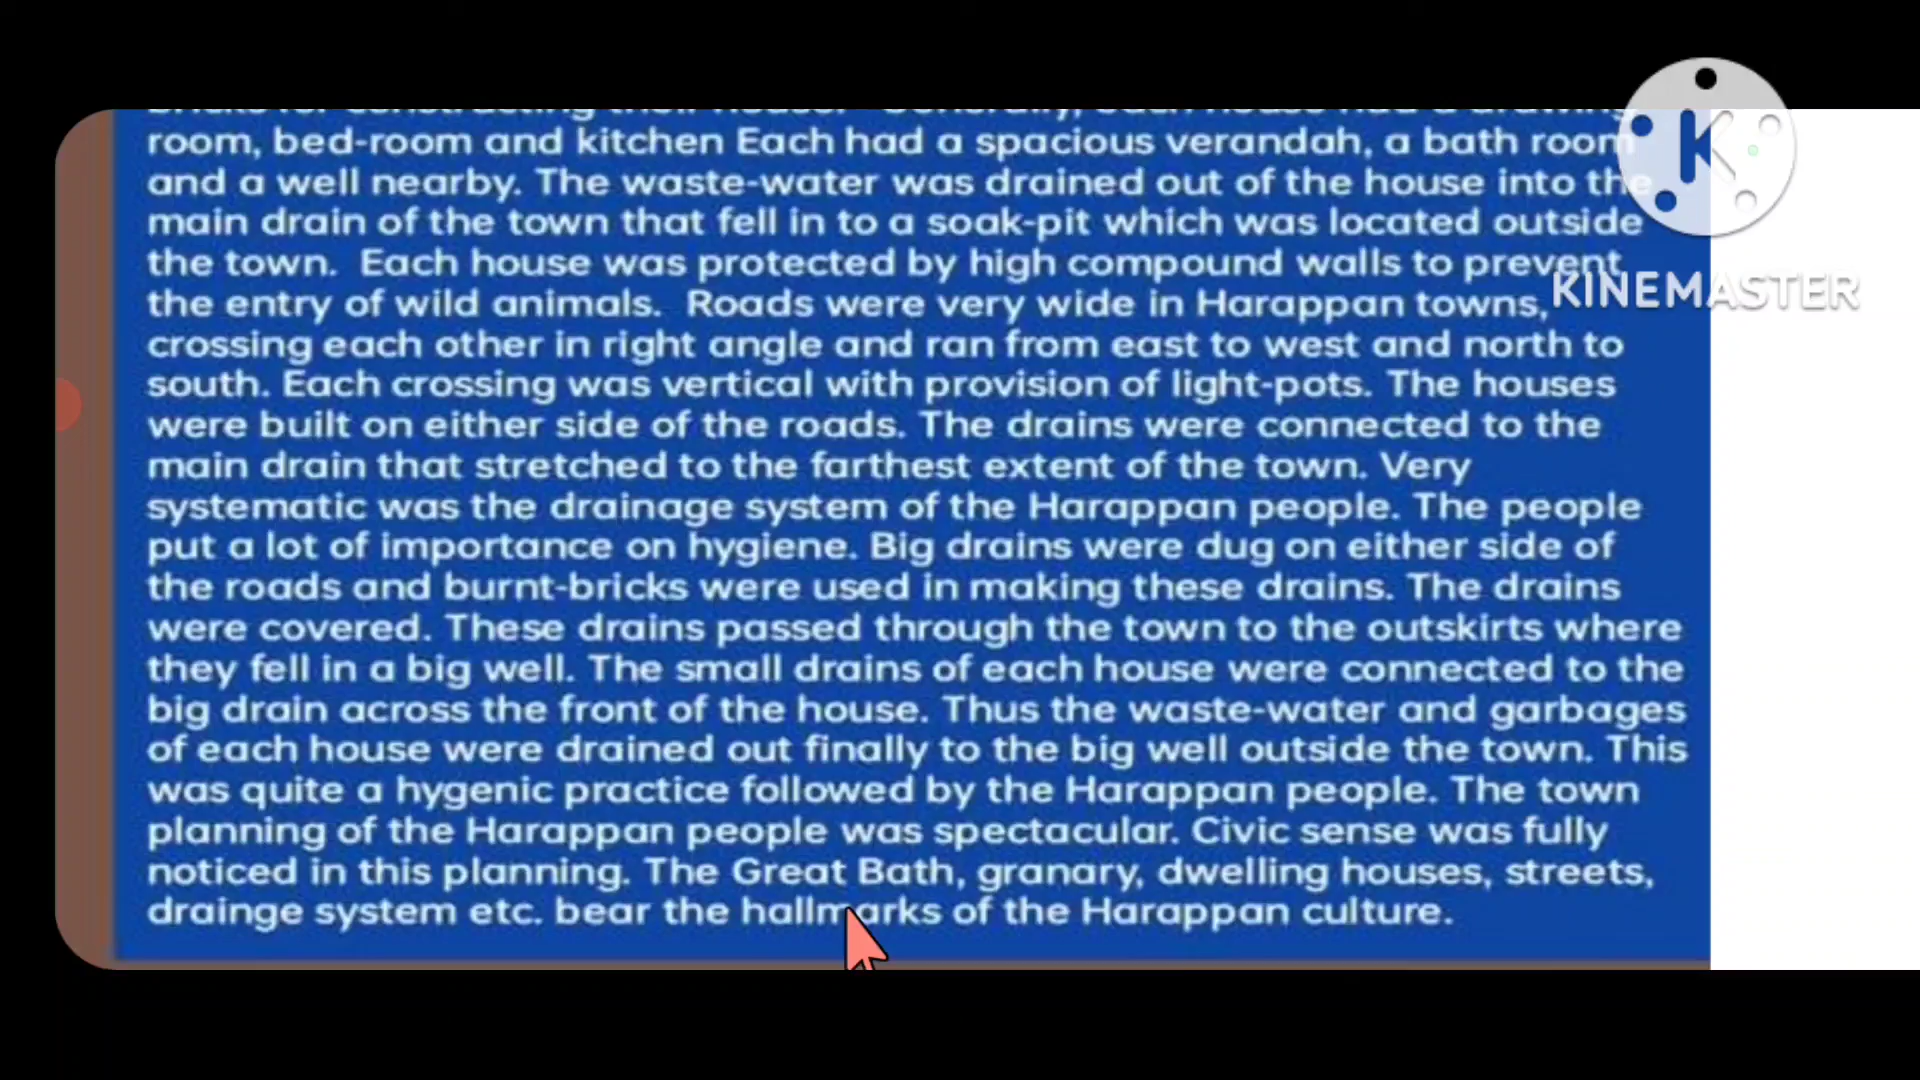 room, bed-room and kitchen Each had a spacious verandah, a bath room
and a well nearby. The waste-water was drained out of the house into the
main drain of the town that fell in to a soak-pit which was located outside
the town. Each house was protected by high compound walls to prevent
the entry of wild animals. Roads were very wide in Harappan towns,
crossing each other in right angle and ran from east to west and north to
south. Each crossing was vertical with provision of light-pots. The houses
were built on either side of the roads. The drains were connected to the
main drain that stretched to the farthest extent of the town. Very
systematic was the drainage system of the Harappan people. The people
put a lot of importance on hygiene. Big drains were dug on either side of
the roads and burnt-bricks were used in making these drains. The drains
were covered. These drains passed through the town to the outskirts where
they fell in a big well. The small drains of each house were connected to the
big drain across the front of the house. Thus the waste-water and garbages
of each house were drained out finally to the big well outside the town. This
was quite a hygenic practice followed by the Harappan people. The town
planning of the Harappan people was spectacular. Civic sense was fully
noticed in this planning. The Great Bath, granary, dwelling houses, streets,
drainge system etc. bear the hallmarks of the Harappan culture.
K
KINEMASTER